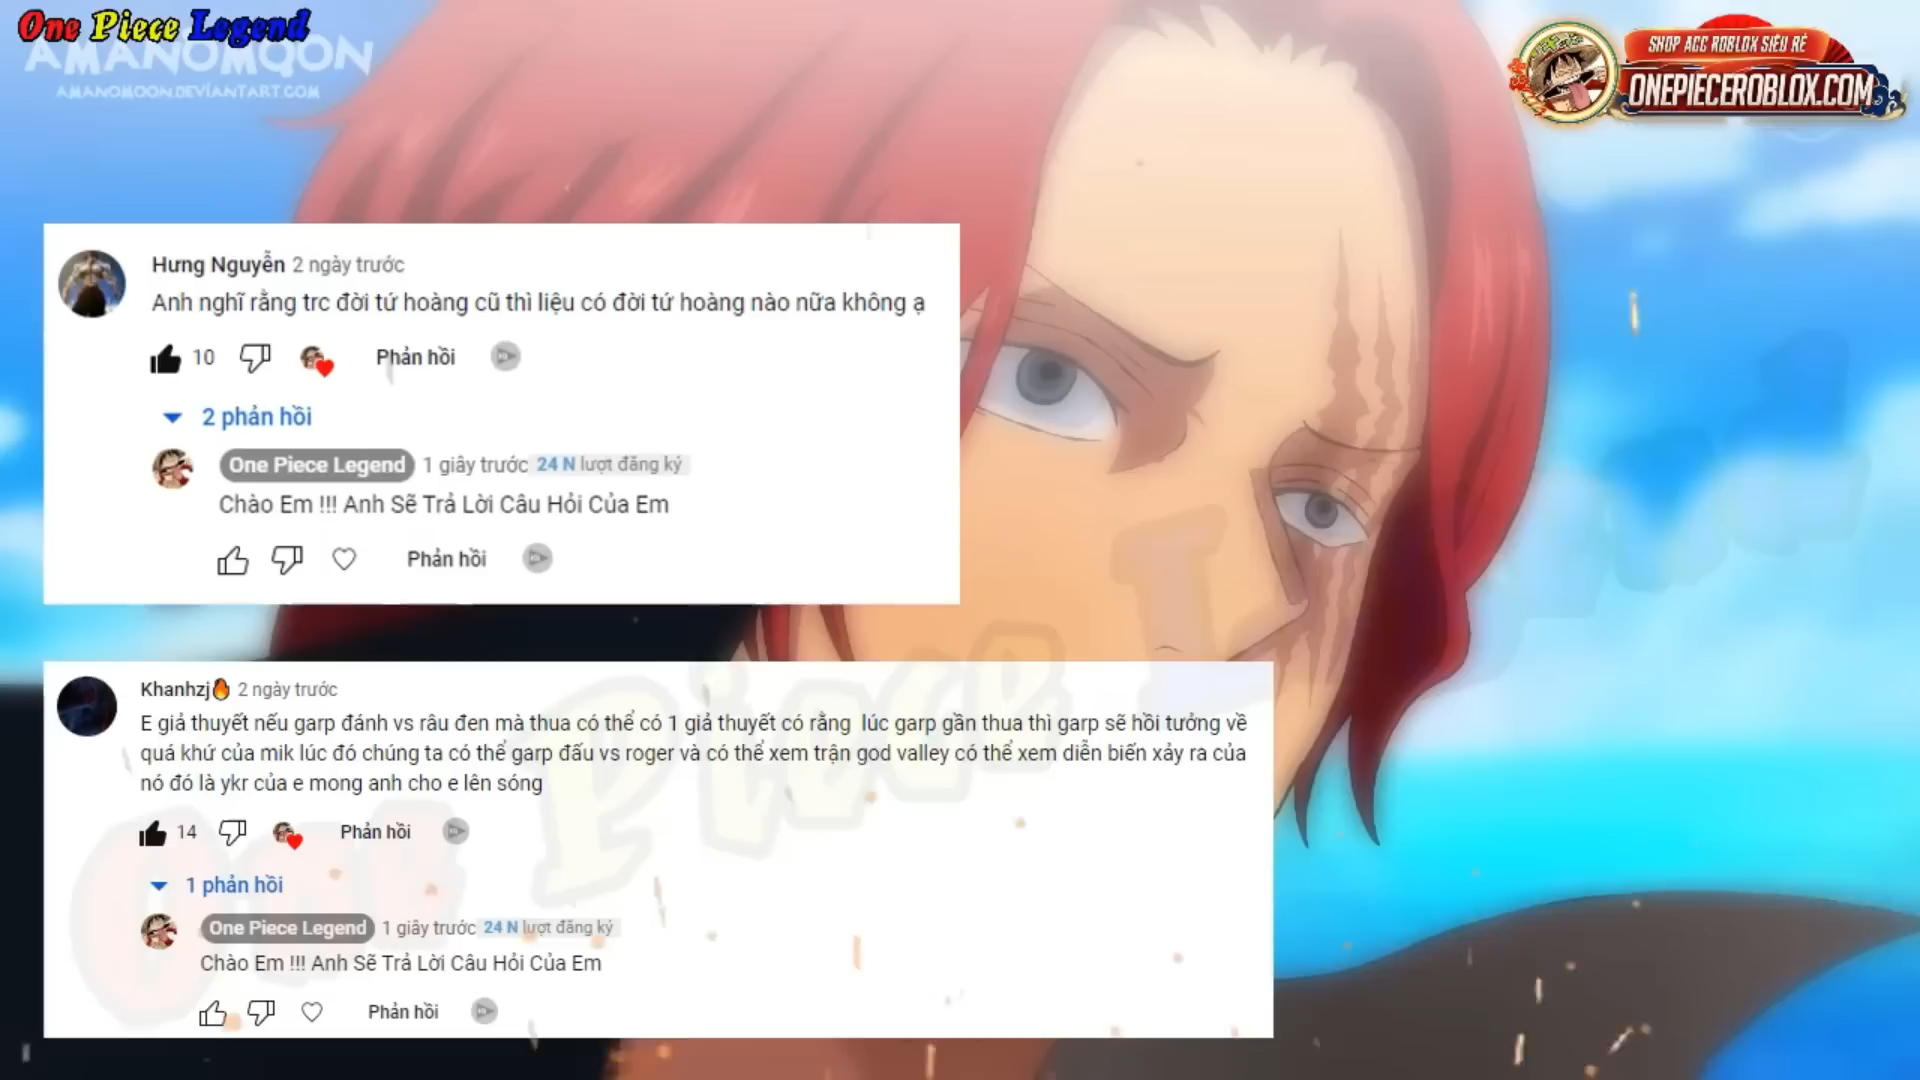 One Piece Legend
AMANOMOON
AMANOMOON.DEVIANTART.COM
SHOP ACC ROBLOX SIÊU RẺ
ONEPIECEROBLOX.COM
Hưng Nguyễn 2 ngày trước
Anh nghĩ rằng trc đời tứ hoàng cũ thì liệu có đời tứ hoàng nào nữa không ạ
10 Phản hồi
2 phản hồi
One Piece Legend 1 giây trước 24 N lượt đăng ký
Chào Em !!! Anh Sẽ Trả Lời Câu Hỏi Của Em
Phản hồi
Khanhzj🔥 2 ngày trước
E giả thuyết nếu garp đánh vs râu đen mà thua có thể có 1 giả thuyết có rằng lúc garp gần thua thì garp sẽ hồi tưởng về
quá khứ của mik lúc đó chúng ta có thể garp đấu vs roger và có thể xem trận god valley có thể xem diễn biến xảy ra của
nó đó là ykr của e mong anh cho e lên sóng
14 Phản hồi
1 phản hồi
One Piece Legend 1 giây trước 24 N lượt đăng ký
Chào Em !!! Anh Sẽ Trả Lời Câu Hỏi Của Em
Phản hồi
One Piece L